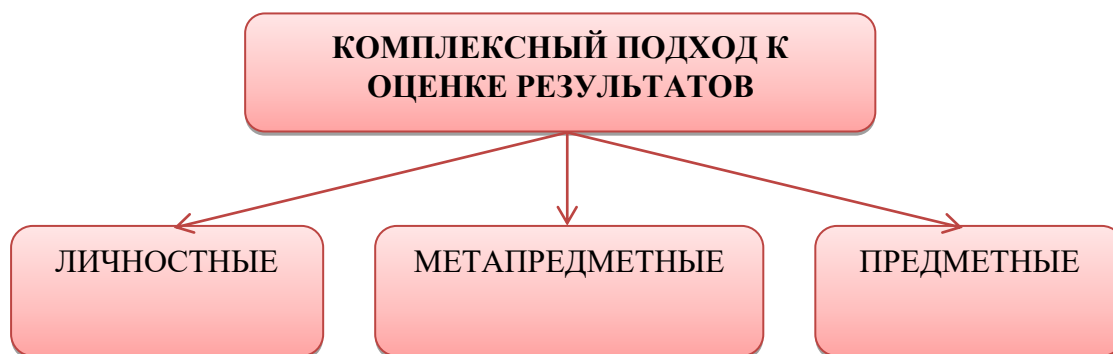 КОМПЛЕКСНЫЙ ПОДХОД К
ОЦЕНКЕ РЕЗУЛЬТАТОВ
ЛИЧНОСТНЫЕ
МЕТАПРЕДМЕТНЫЕ
ПРЕДМЕТНЫЕ